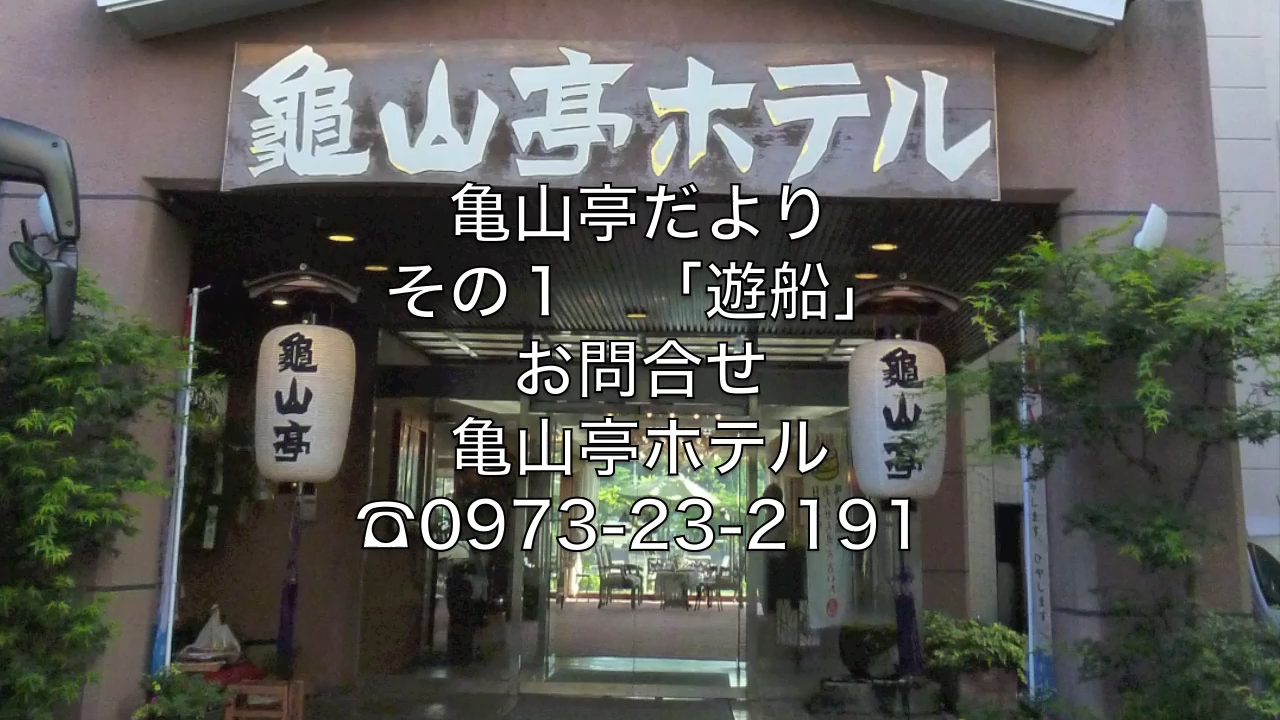 龜山亭ホテル
亀山亭だより
その１　「遊船」
お問合せ
亀山亭ホテル
☎0973-23-2191
龜山亭
龜山亭